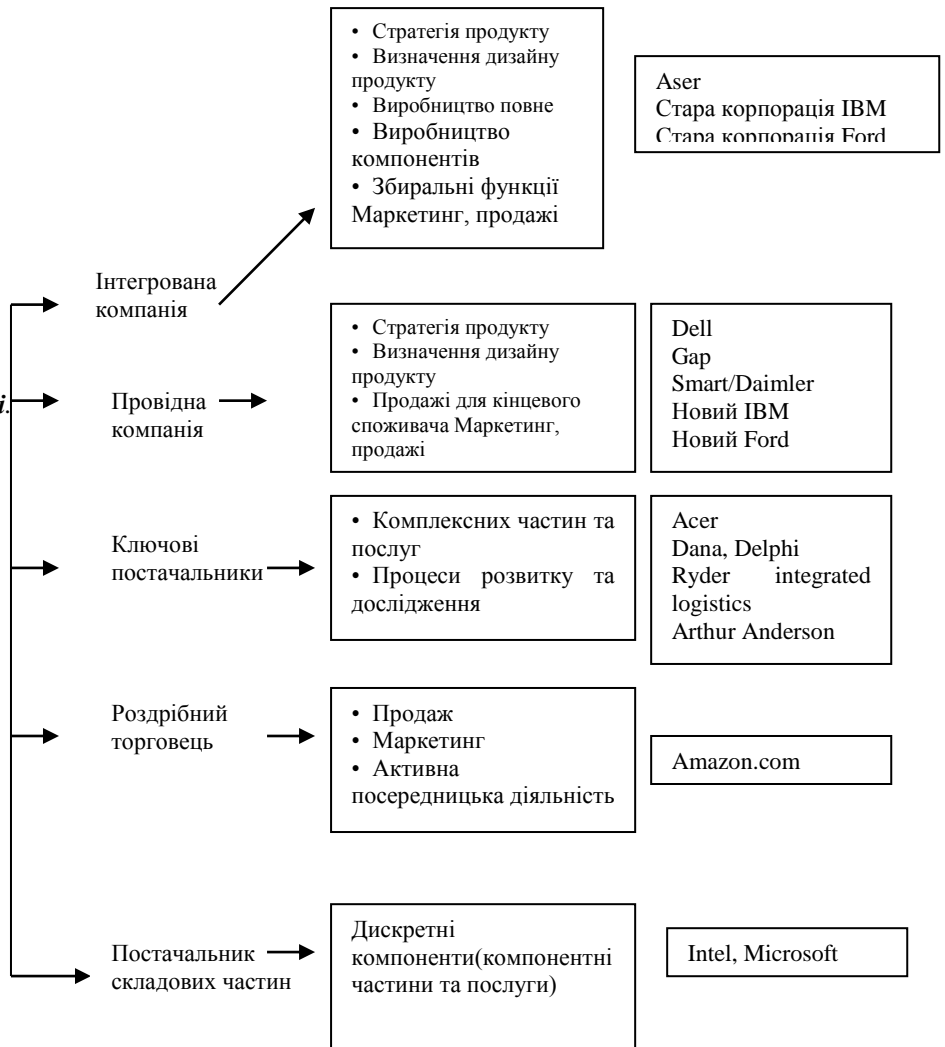 • Стратегія продукту
• Визначення дизайну
продукту
• Виробництво повне
• Виробництво
компонентів
• Збиральні функції
Маркетинг, продажі
Aser
Стара корпорація IBM
Стара корпорація Ford
Інтегрована
компанія
• Стратегія продукту
• Визначення дизайну
продукту
• Продажі для кінцевого
споживача Маркетинг,
продажі
Dell
Gap
Smart/Daimler
Новий IBM
Новий Ford
і.
Провідна
компанія
Ключові
постачальники
• Комплексних частин та
послуг
• Процеси розвитку та
дослідження
Acer
Dana, Delphi
Ryder integrated
logistics
Arthur Anderson
Роздрібний
торговець
• Продаж
• Маркетинг
• Активна
посередницька діяльність
Amazon.com
Постачальник
складових частин
Дискретні
компоненти(компонентні
частини та послуги)
Intel, Microsoft